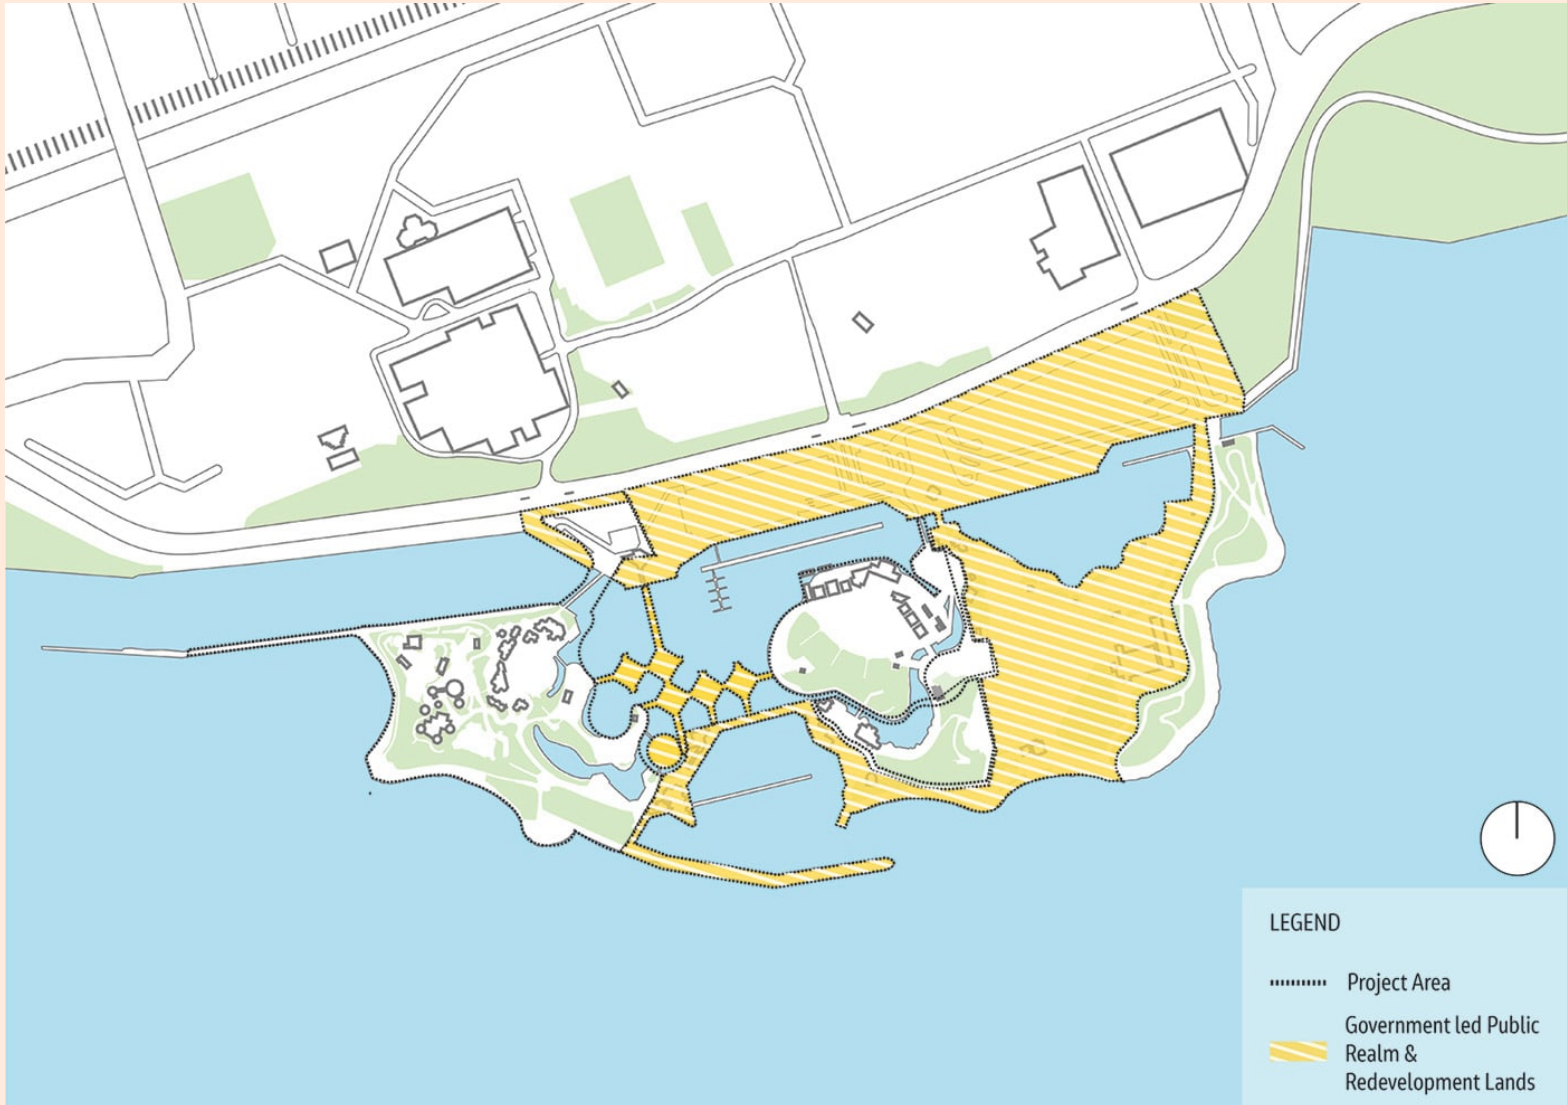 LEGEND
Project Area
Government led Public
Realm &
Redevelopment Lands